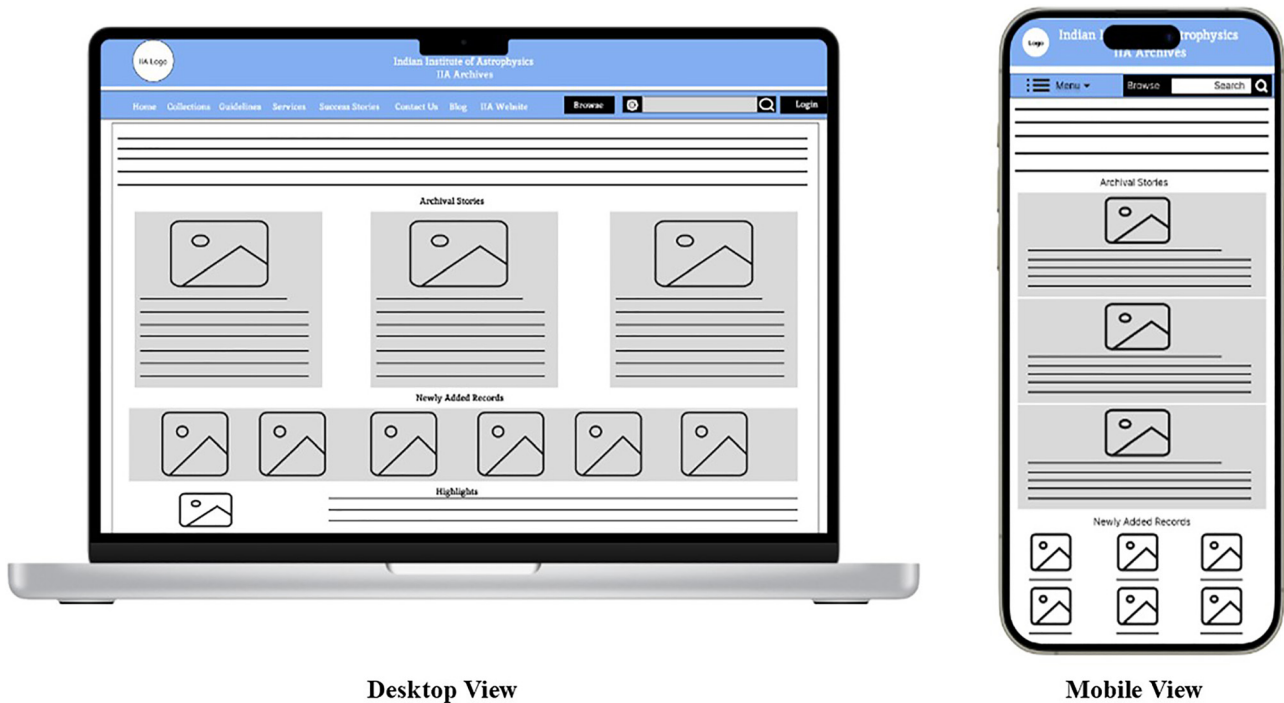 IIA Logo
Indian Institute of Astrophysics
IIA Archives
Home Collections Guidelines Services Success Stories Contact Us Blog IIA Website Browse Login
Archival Stories
Newly Added Records
Highlights
Desktop View
Logo
Indian
IIA Archives
Menu Browse Search
Archival Stories
Newly Added Records
Mobile View